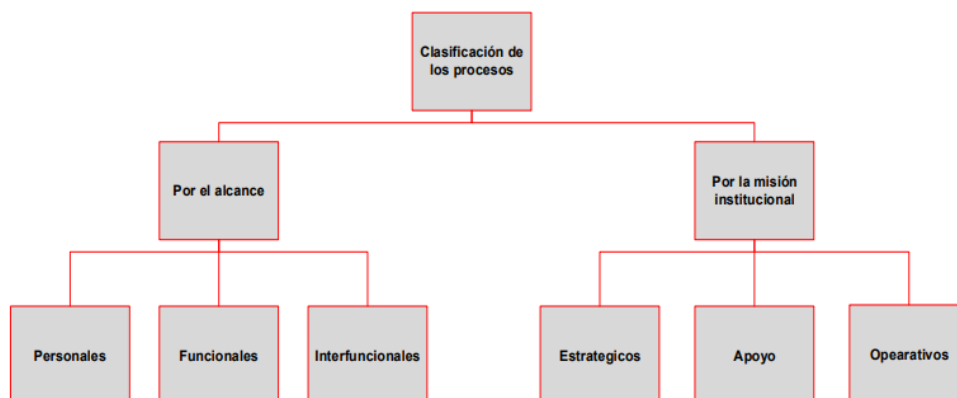 Clasificación de
los procesos
Por el alcance
Por la misión
institucional
Personales
Funcionales
Interfuncionales
Estrategicos
Apoyo
Opearativos